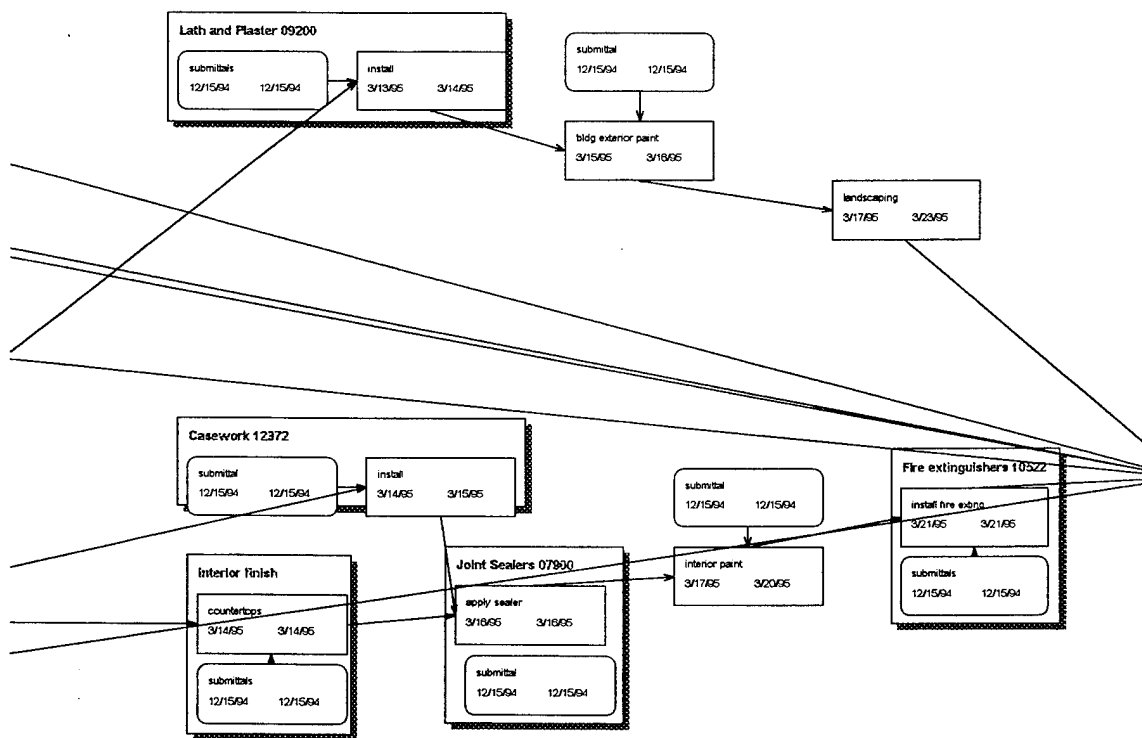 Lath and Plaster 09200
submittals
12/15/94 12/15/94
install
3/13/95 3/14/95
submittal
12/15/94 12/15/94
bldg exterior paint
3/15/95 3/16/95
landscaping
3/17/95 3/23/95
Casework 12372
submittal
12/15/94 12/15/94
install
3/14/95 3/15/95
submittal
12/15/94 12/15/94
interior paint
3/17/95 3/20/95
Fire extinguishers 10522
install fire exting
3/21/95 3/21/95
submittals
12/15/94 12/15/94
Interior finish
countertops
3/14/95 3/14/95
submittals
12/15/94 12/15/94
Joint Sealers 07900
apply sealer
3/16/95 3/16/95
submittal
12/15/94 12/15/94